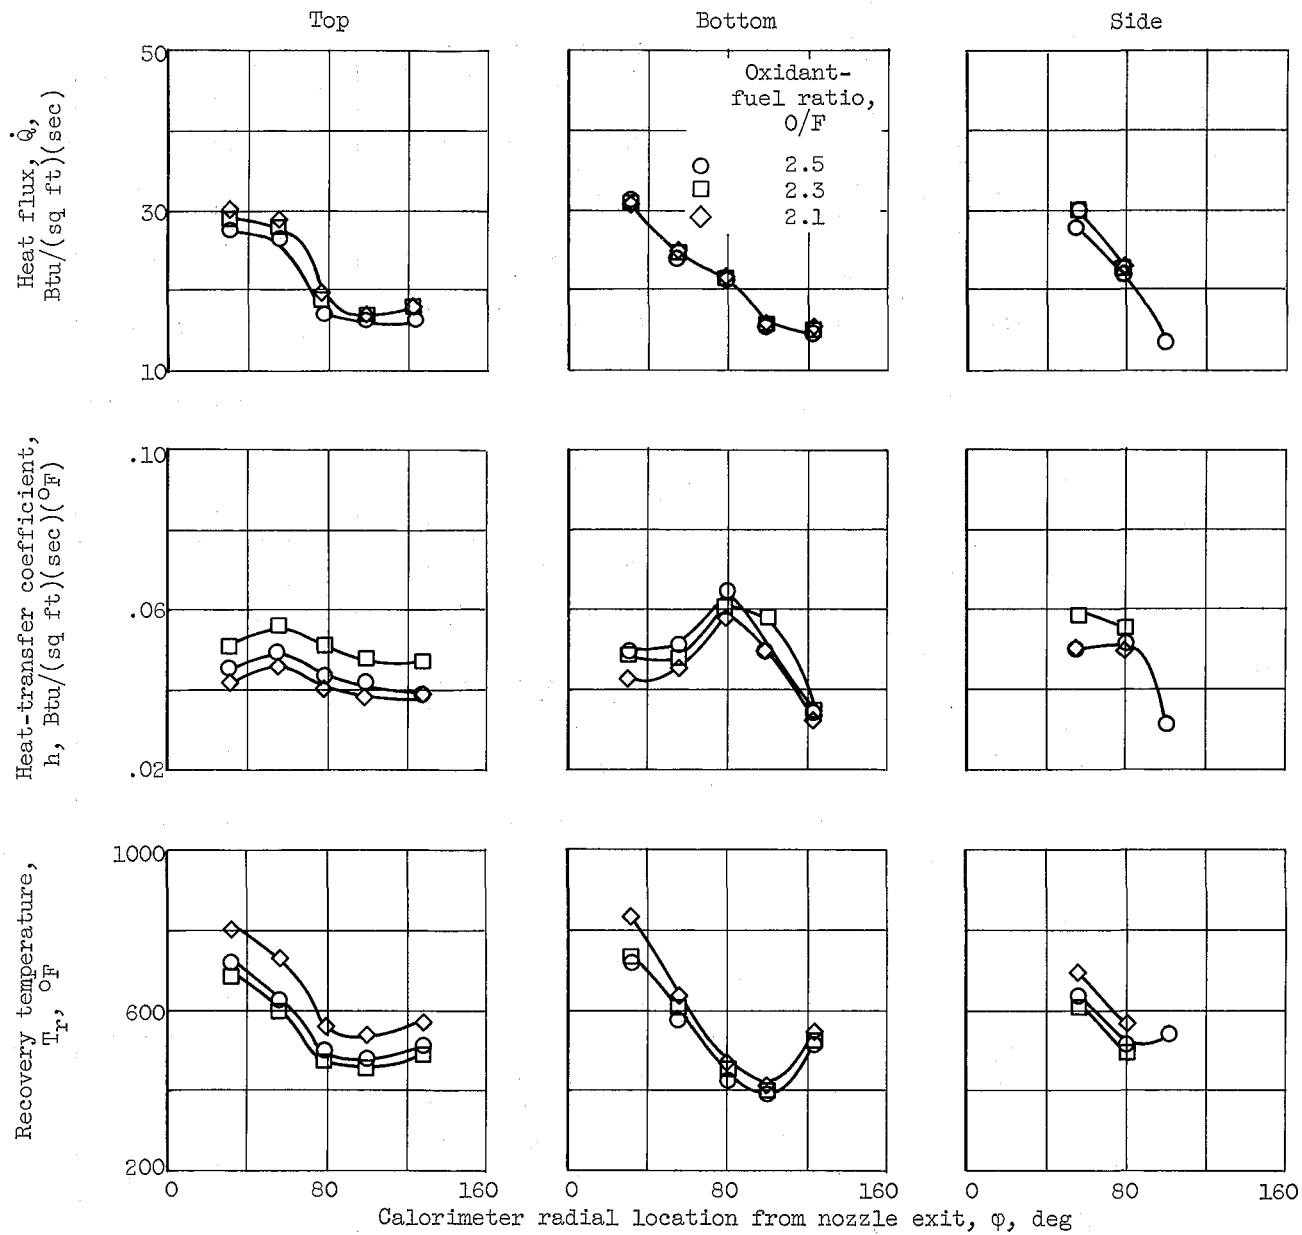 Top
Bottom
Side
Heat flux, Q̇,
Btu/(sq ft)(sec)
50
30
10
Oxidant-
fuel ratio,
O/F
2.5
2.3
2.1
Heat-transfer coefficient,
h, Btu/(sq ft)(sec)(°F)
.10
.06
.02
Recovery temperature,
Tr, °F
1000
600
200
0 80 160
0 80 160
0 80 160
Calorimeter radial location from nozzle exit, φ, deg